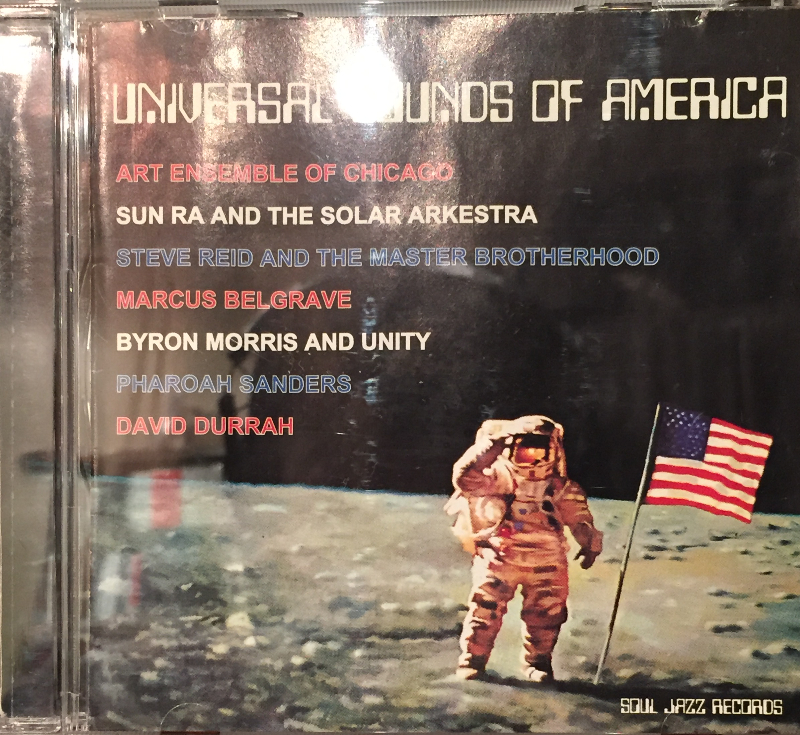 UNIVERSAL SOUNDS OF AMERICA
ART ENSEMBLE OF CHICAGO
SUN RA AND THE SOLAR ARKESTRA
STEVE REID AND THE MASTER BROTHERHOOD
MARCUS BELGRAVE
BYRON MORRIS AND UNITY
PHAROAH SANDERS
DAVID DURRAH
SOUL JAZZ RECORDS